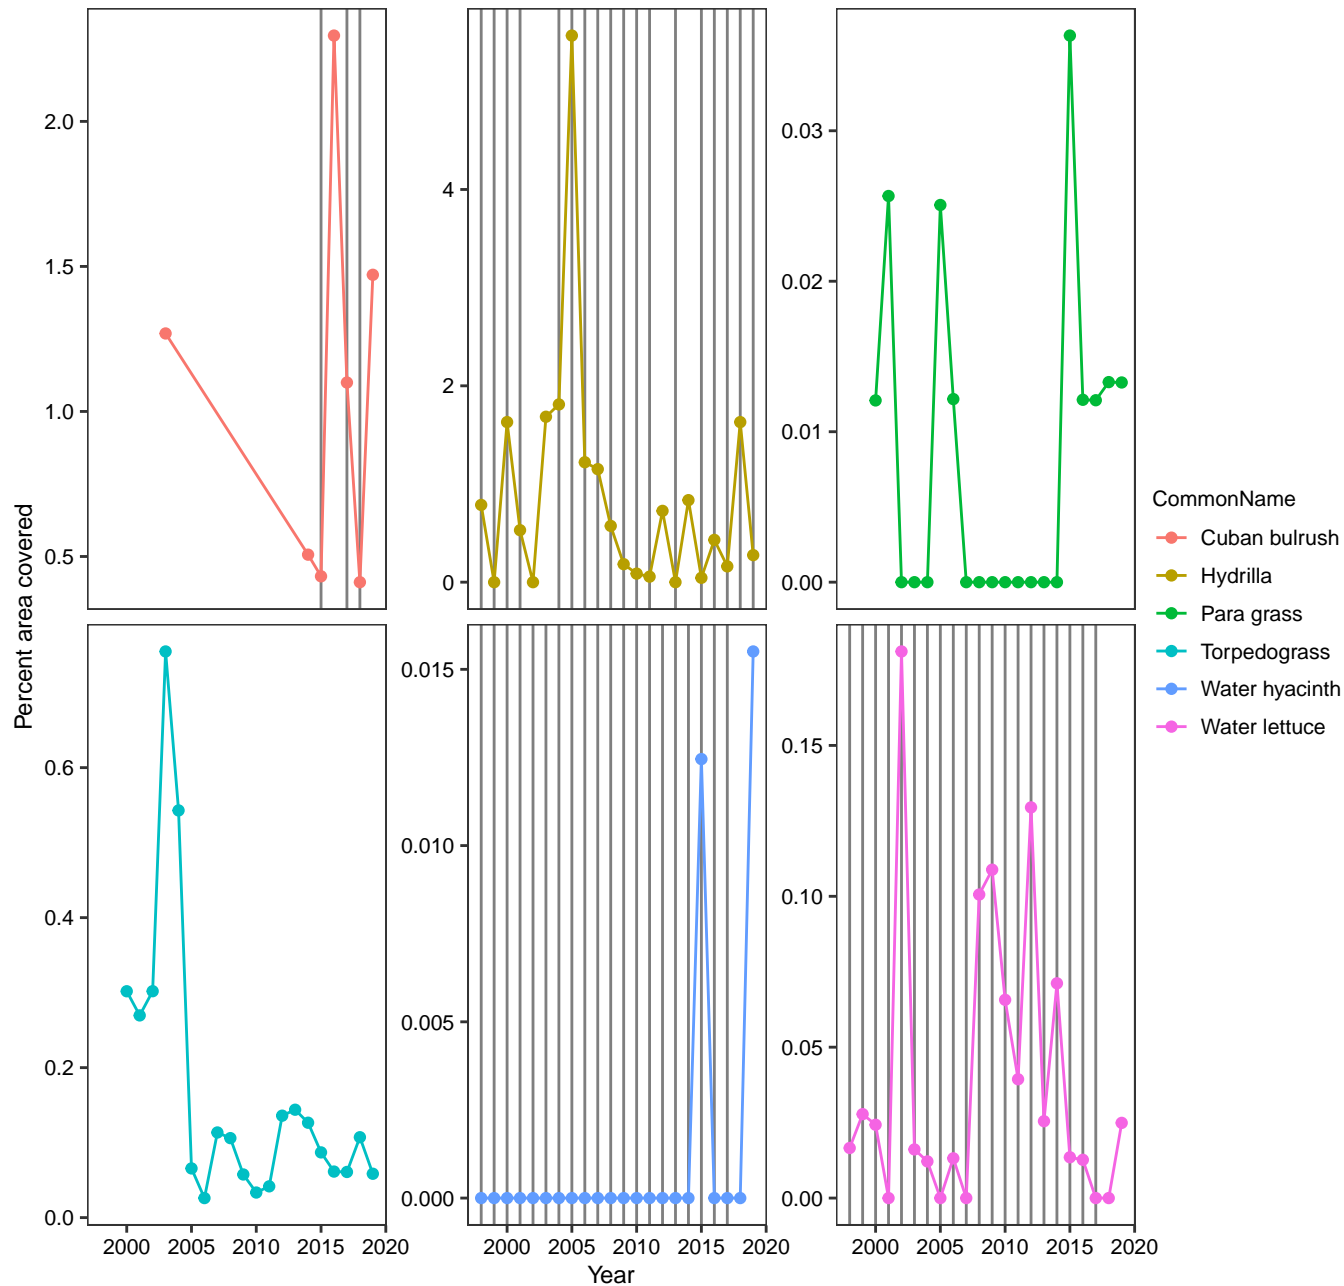 Percent area covered
2.0
1.5
1.0
0.5
4
2
0
0.03
0.02
0.01
0.00
0.6
0.4
0.2
0.0
0.015
0.010
0.005
0.000
0.15
0.10
0.05
0.00
2000 2005 2010 2015 2020
2000 2005 2010 2015 2020
2000 2005 2010 2015 2020
Year
CommonName
Cuban bulrush
Hydrilla
Para grass
Torpedograss
Water hyacinth
Water lettuce